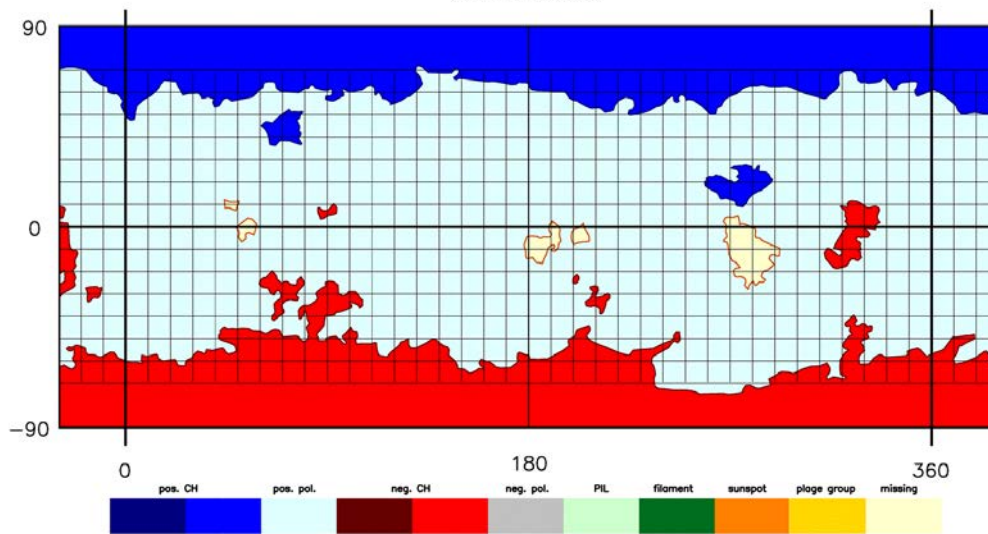 90
0
−90
0 180 360
pos. CH pos. pol. neg. CH neg. pol. PIL filament sunspot plage group missing